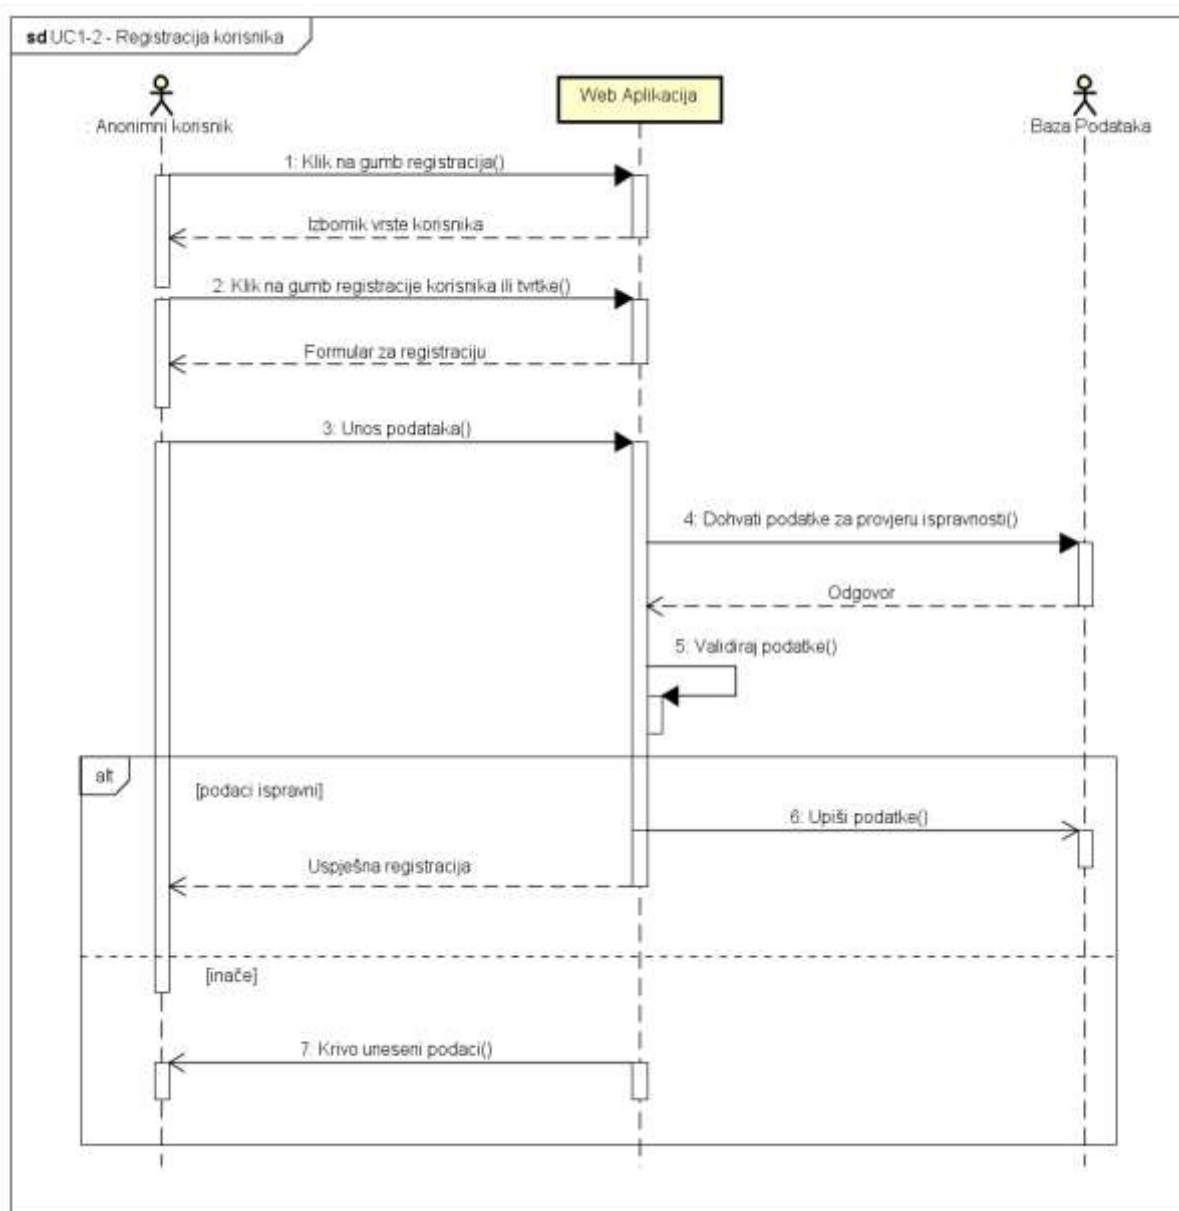 sd UC1-2 - Registracija korisnika
Web Aplikacija
: Anonimni korisnik
: Baza Podataka
1: Klik na gumb registracija()
Izbornik vrste korisnika
2: Klik na gumb registracije korisnika ili tvrtke()
Formular za registraciju
3: Unos podataka()
4: Dohvati podatke za provjeru ispravnosti()
Odgovor
5: Validiraj podatke()
alt
[podaci ispravni]
6: Upiši podatke()
Uspješna registracija
[inače]
7: Krivo uneseni podaci()